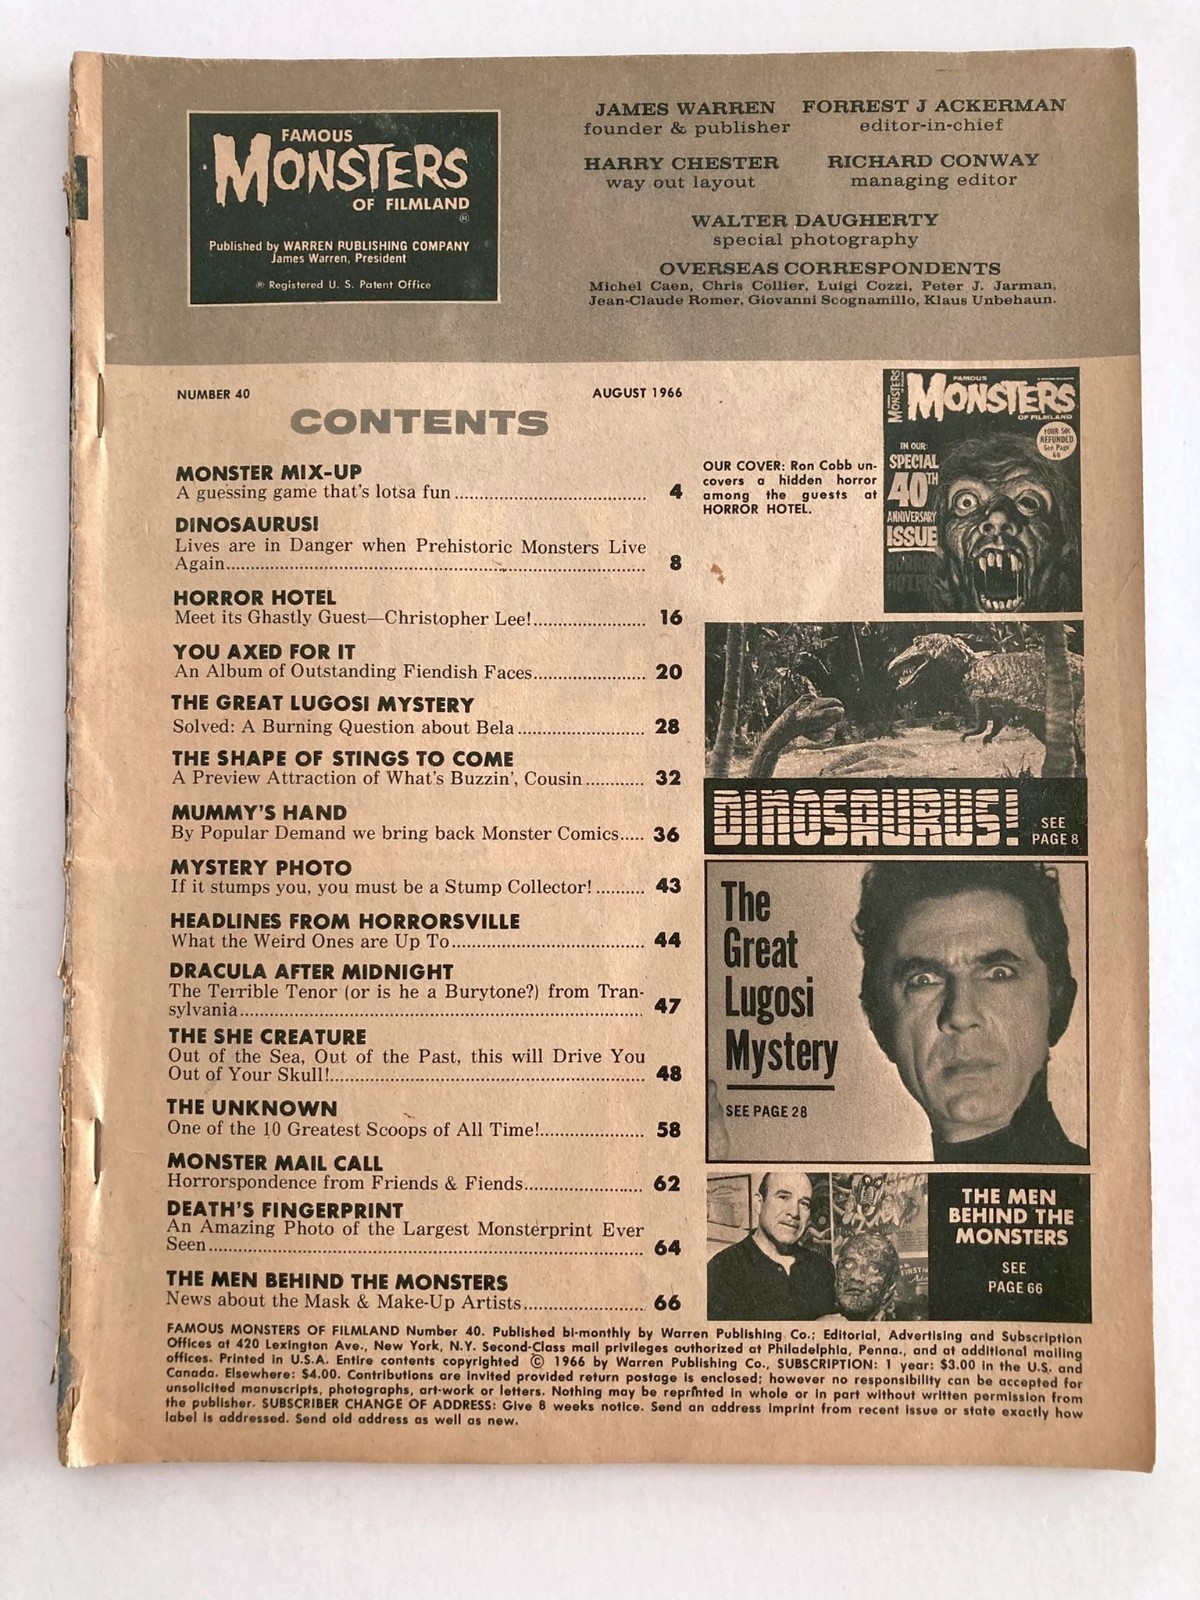 FAMOUS
MONSTERS
OF FILMLAND
®
Published by WARREN PUBLISHING COMPANY
James Warren, President
® Registered U. S. Patent Office
JAMES WARREN
founder & publisher
FORREST J ACKERMAN
editor-in-chief
HARRY CHESTER
way out layout
RICHARD CONWAY
managing editor
WALTER DAUGHERTY
special photography
OVERSEAS CORRESPONDENTS
Michel Caen, Chris Collier, Luigi Cozzi, Peter J. Jarman,
Jean-Claude Romer, Giovanni Scognamillo, Klaus Unbehaun.
NUMBER 40
AUGUST 1966
CONTENTS
MONSTER MIX-UP
A guessing game that's lotsa fun 4
DINOSAURUS!
Lives are in Danger when Prehistoric Monsters Live
Again 8
HORROR HOTEL
Meet its Ghastly Guest—Christopher Lee! 16
YOU AXED FOR IT
An Album of Outstanding Fiendish Faces 20
THE GREAT LUGOSI MYSTERY
Solved: A Burning Question about Bela 28
THE SHAPE OF STINGS TO COME
A Preview Attraction of What's Buzzin', Cousin 32
MUMMY'S HAND
By Popular Demand we bring back Monster Comics 36
MYSTERY PHOTO
If it stumps you, you must be a Stump Collector! 43
HEADLINES FROM HORRORSVILLE
What the Weird Ones are Up To 44
DRACULA AFTER MIDNIGHT
The Terrible Tenor (or is he a Burytone?) from Tran-
sylvania 47
THE SHE CREATURE
Out of the Sea, Out of the Past, this will Drive You
Out of Your Skull! 48
THE UNKNOWN
One of the 10 Greatest Scoops of All Time! 58
MONSTER MAIL CALL
Horrorspondence from Friends & Fiends 62
DEATH'S FINGERPRINT
An Amazing Photo of the Largest Monsterprint Ever
Seen 64
THE MEN BEHIND THE MONSTERS
News about the Mask & Make-Up Artists 66
OUR COVER: Ron Cobb un-
covers a hidden horror
among the guests at
HORROR HOTEL.
MONSTERS
FAMOUS
MONSTERS
OF FILMLAND
YOUR 50¢
REFUNDED
See Page
IN OUR
SPECIAL
40TH
ANNIVERSARY
ISSUE
HORROR
HOTEL
DINOSAURUS!
SEE
PAGE 8
The
Great
Lugosi
Mystery
SEE PAGE 28
THE MEN
BEHIND THE
MONSTERS
SEE
PAGE 66
FAMOUS MONSTERS OF FILMLAND Number 40. Published bi-monthly by Warren Publishing Co.; Editorial, Advertising and Subscription
Offices at 420 Lexington Ave., New York, N.Y. Second-Class mail privileges authorized at Philadelphia, Penna., and at additional mailing
offices. Printed in U.S.A. Entire contents copyrighted © 1966 by Warren Publishing Co., SUBSCRIPTION: 1 year: $3.00 in the U.S. and
Canada. Elsewhere: $4.00. Contributions are invited provided return postage is enclosed; however no responsibility can be accepted for
unsolicited manuscripts, photographs, art-work or letters. Nothing may be reprinted in whole or in part without written permission from
the publisher. SUBSCRIBER CHANGE OF ADDRESS: Give 8 weeks notice. Send an address imprint from recent issue or state exactly how
label is addressed. Send old address as well as new.